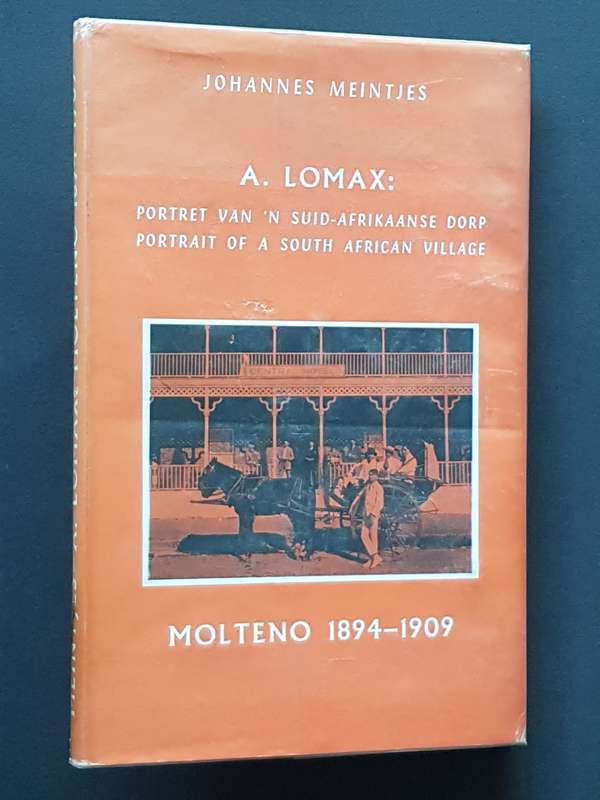 JOHANNES MEINTJES
A. LOMAX:
PORTRET VAN 'N SUID-AFRIKAANSE DORP
PORTRAIT OF A SOUTH AFRICAN VILLAGE
MOLTENO 1894–1909